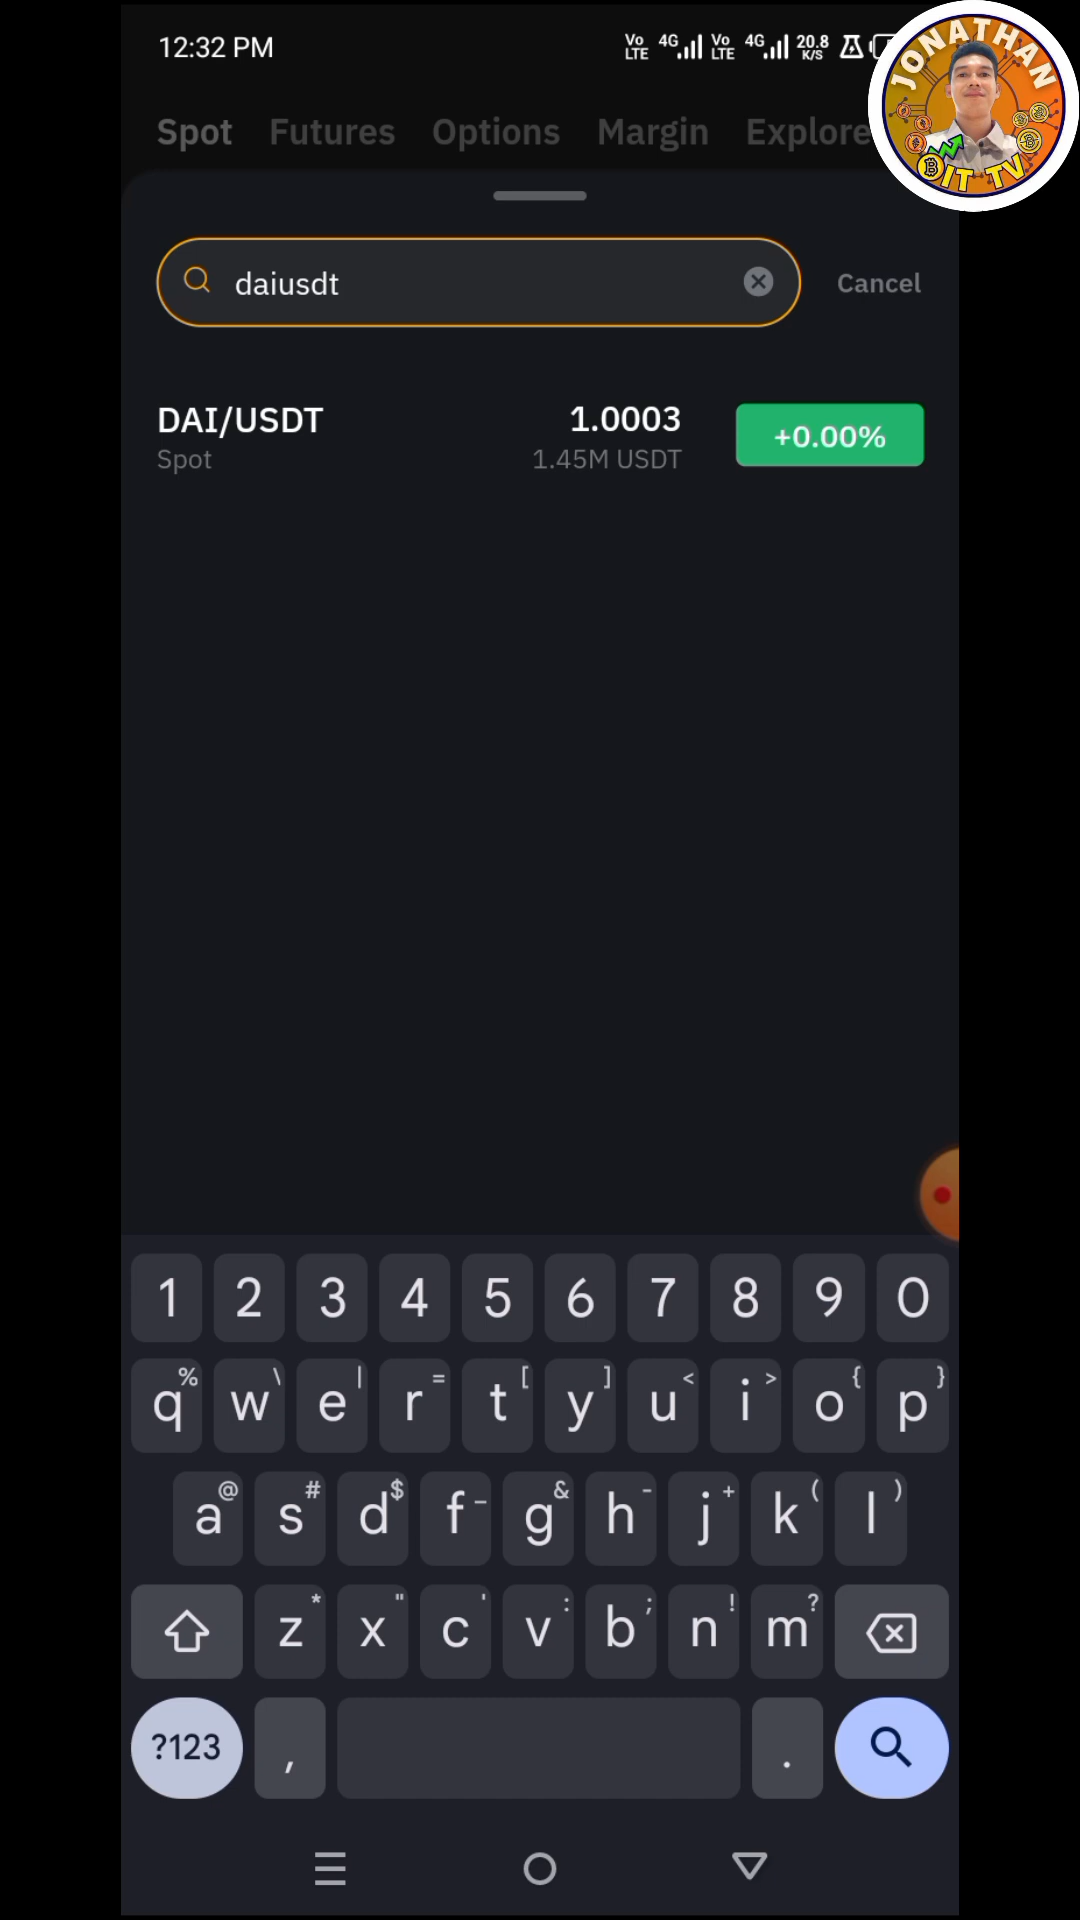 12:32 PM
Vo LTE 4G Vo LTE 4G 20.8 K/S
JONATHAN
BIT TV
Spot Futures Options Margin Explore
daiusdt
Cancel
DAI/USDT 1.0003 +0.00%
Spot 1.45M USDT
1 2 3 4 5 6 7 8 9 0
% \ | = [ ] < > { }
q w e r t y u i o p
@ # $ _ & - + ( )
a s d f g h j k l
* " ' : ; ! ?
z x c v b n m
?123 , .